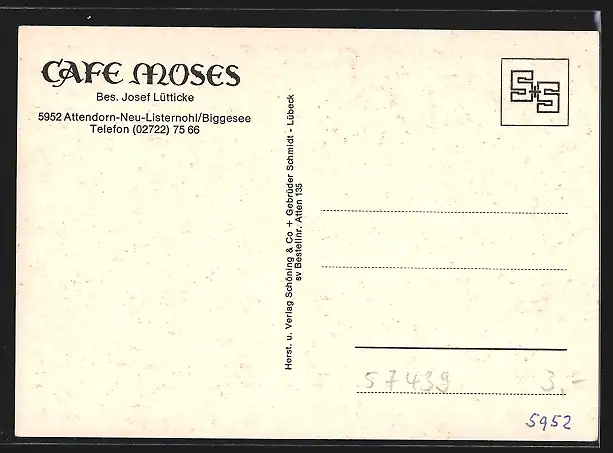 CAFE MOSES
Bes. Josef Lütticke
5952 Attendorn-Neu-Listernohl/Biggesee
Telefon (02722) 75 66
Herst. u. Verlag Schöning & Co + Gebrüder Schmidt - Lübeck
sv Bestellnr. Atten 135
S+S
57439
3,-
5952